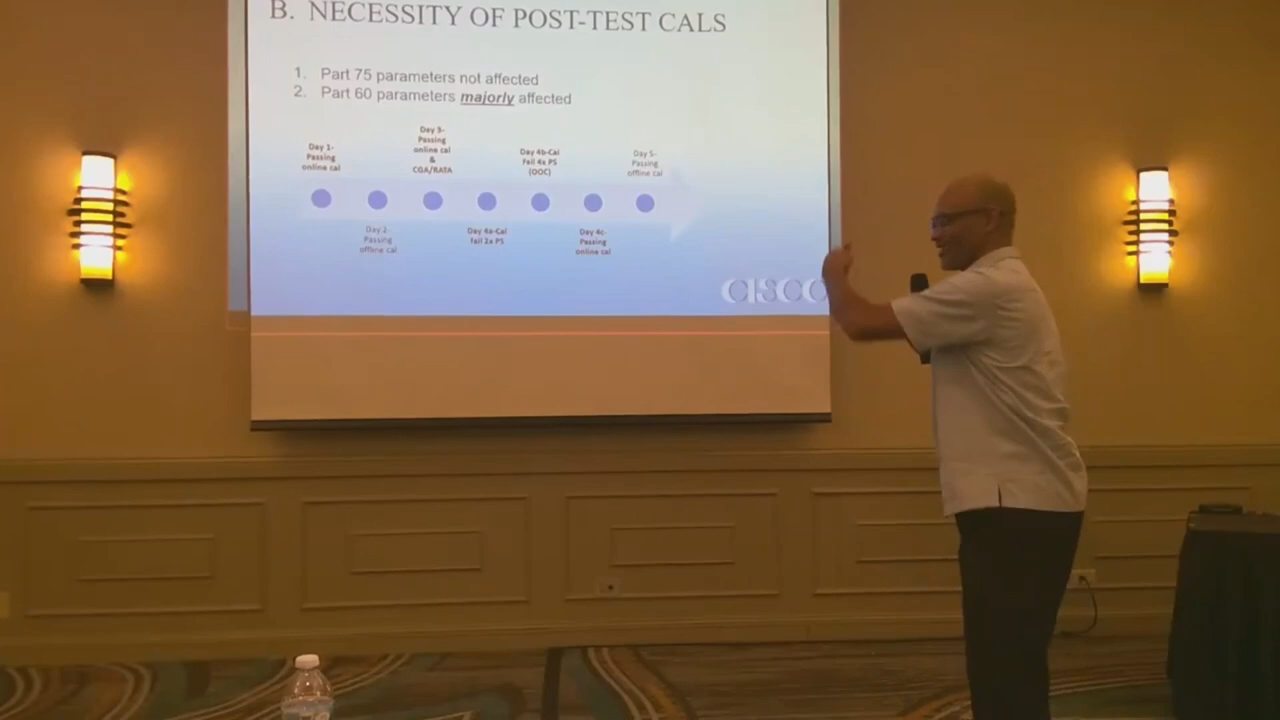 B. NECESSITY OF POST-TEST CALS
1. Part 75 parameters not affected
2. Part 60 parameters majorly affected
Day 1-
Passing
online cal
Day 2-
Passing
offline cal
Day 3-
Passing
online cal
&
CGA/RATA
Day 4a-Cal
fail 2x PS
Day 4b-Cal
Fail 4x PS
(OOC)
Day 4c-
Passing
online cal
Day 5-
Passing
offline cal
CISCO